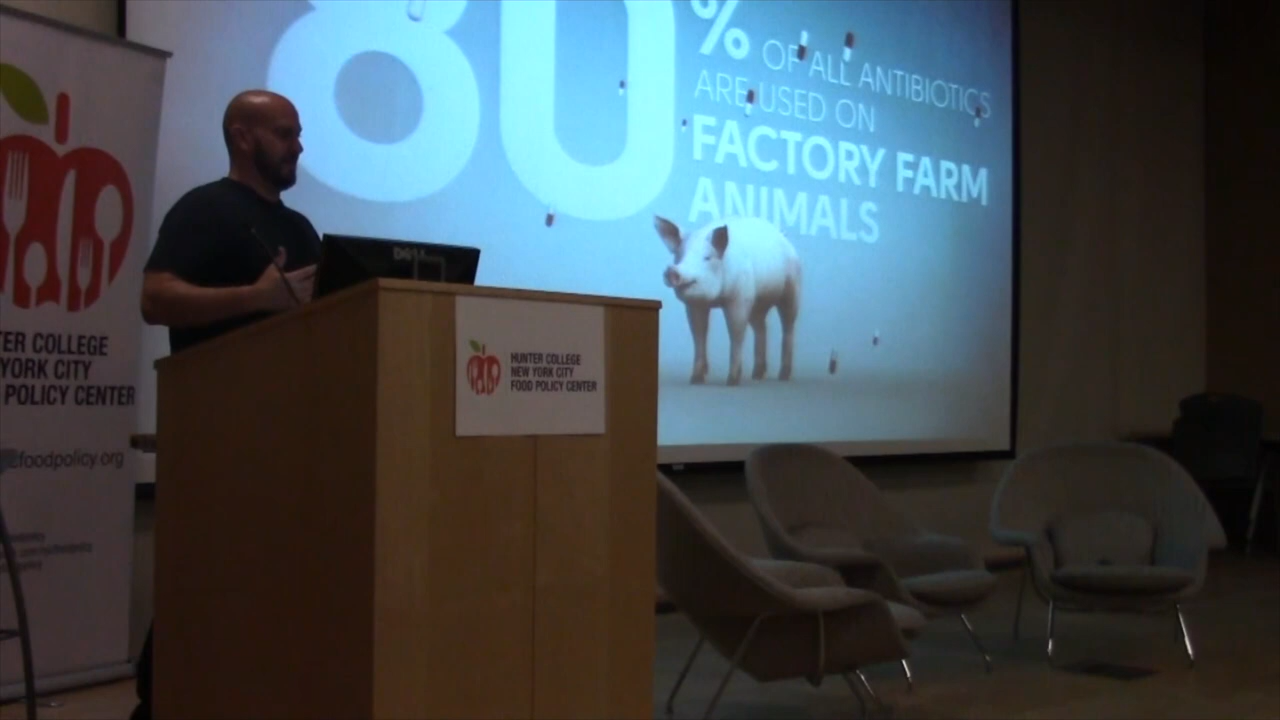 80
%
OF ALL ANTIBIOTICS
ARE USED ON
FACTORY FARM
ANIMALS
TER COLLEGE
YORK CITY
POLICY CENTER
cfoodpolicy.org
DELL
HUNTER COLLEGE
NEW YORK CITY
FOOD POLICY CENTER